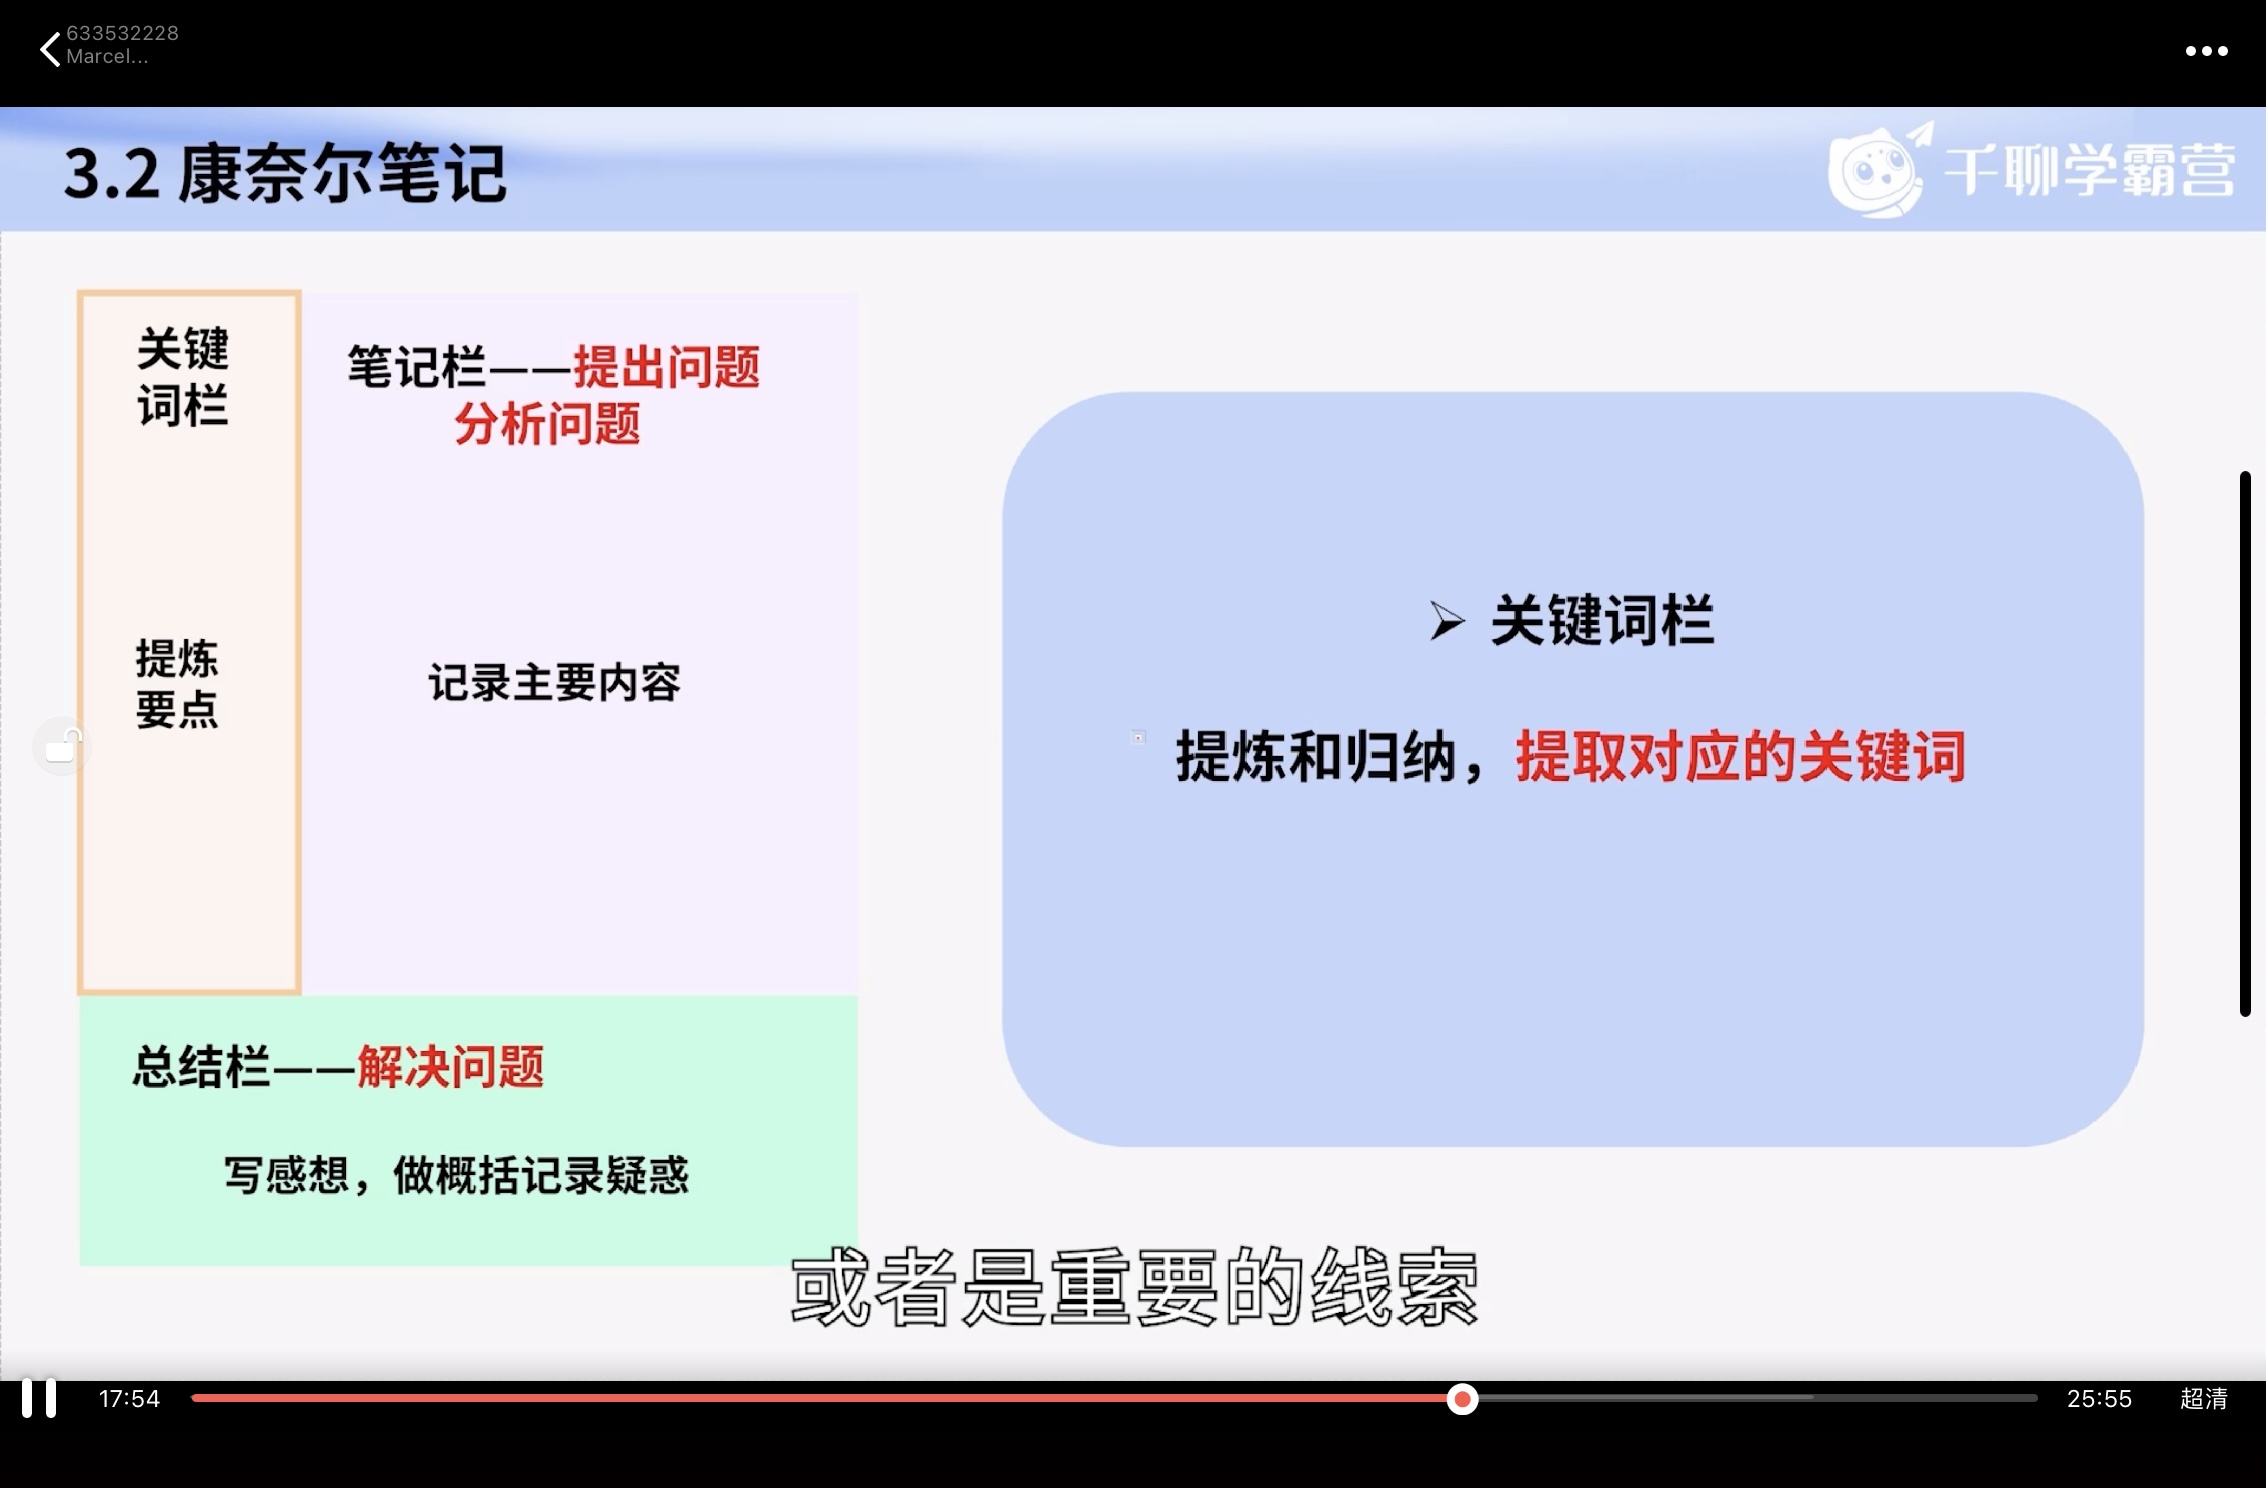 633532228
Marcel...
3.2 康奈尔笔记
千聊学霸营
关键
词栏
笔记栏——提出问题
分析问题
提炼
要点
记录主要内容
➢ 关键词栏
提炼和归纳，提取对应的关键词
总结栏——解决问题
写感想，做概括记录疑惑
或者是重要的线索
17:54
25:55
超清